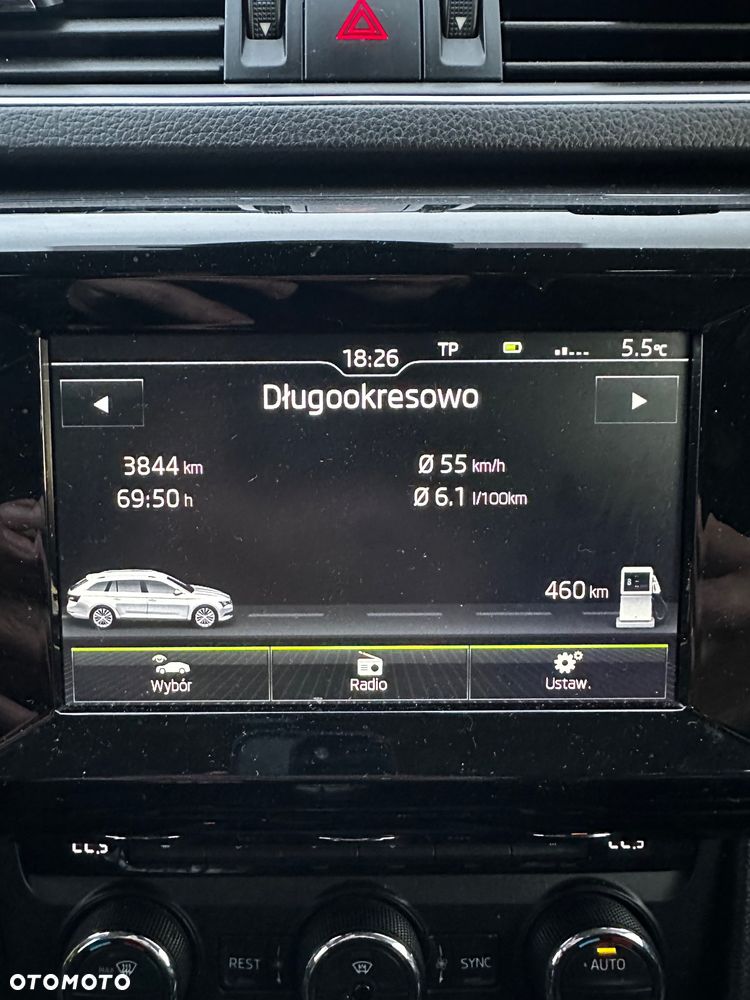 18:26 TP 5.5°C
Długookresowo
3844 km Ø 55 km/h
69:50 h Ø 6.1 l/100km
460 km
Wybór Radio Ustaw.
REST SYNC AUTO
OTOMOTO